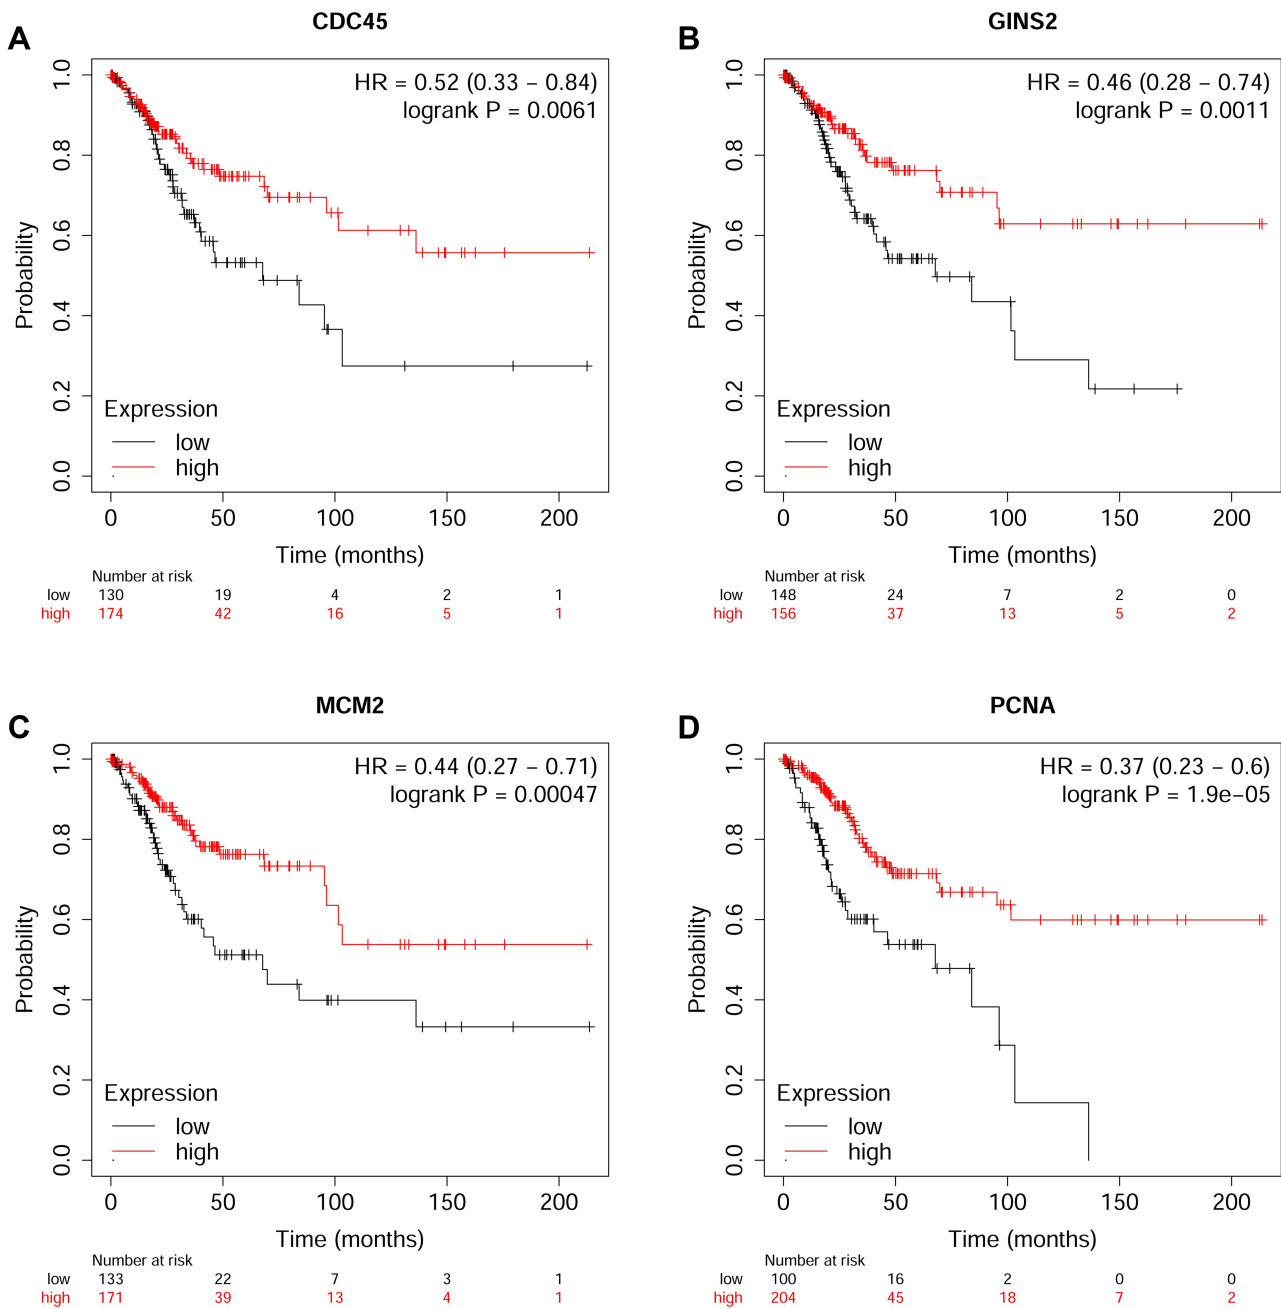 A
CDC45
HR = 0.52 (0.33 − 0.84)
logrank P = 0.0061
Probability
1.0
0.8
0.6
0.4
0.2
0.0
Expression
low
high
0 50 100 150 200
Time (months)
Number at risk
low 130 19 4 2 1
high 174 42 16 5 1
B
GINS2
HR = 0.46 (0.28 − 0.74)
logrank P = 0.0011
Probability
1.0
0.8
0.6
0.4
0.2
0.0
Expression
low
high
0 50 100 150 200
Time (months)
Number at risk
low 148 24 7 2 0
high 156 37 13 5 2
C
MCM2
HR = 0.44 (0.27 − 0.71)
logrank P = 0.00047
Probability
1.0
0.8
0.6
0.4
0.2
0.0
Expression
low
high
0 50 100 150 200
Time (months)
Number at risk
low 133 22 7 3 1
high 171 39 13 4 1
D
PCNA
HR = 0.37 (0.23 − 0.6)
logrank P = 1.9e−05
Probability
1.0
0.8
0.6
0.4
0.2
0.0
Expression
low
high
0 50 100 150 200
Time (months)
Number at risk
low 100 16 2 0 0
high 204 45 18 7 2